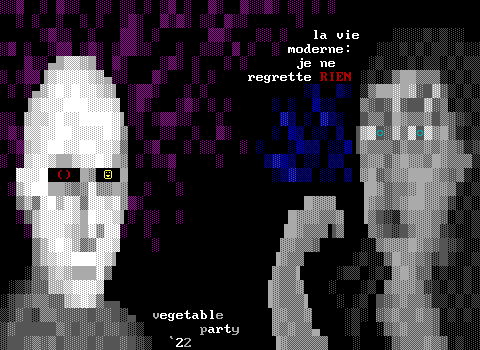 la vie
moderne:
je ne
regrette RIEN
vegetable
party
'22